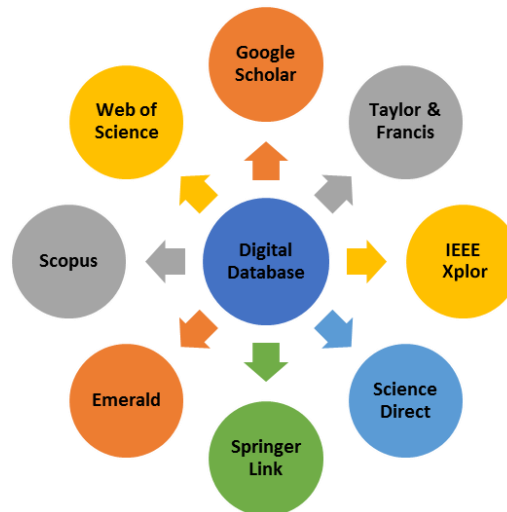 Google
Scholar
Taylor &
Francis
IEEE
Xplor
Science
Direct
Springer
Link
Emerald
Scopus
Web of
Science
Digital
Database